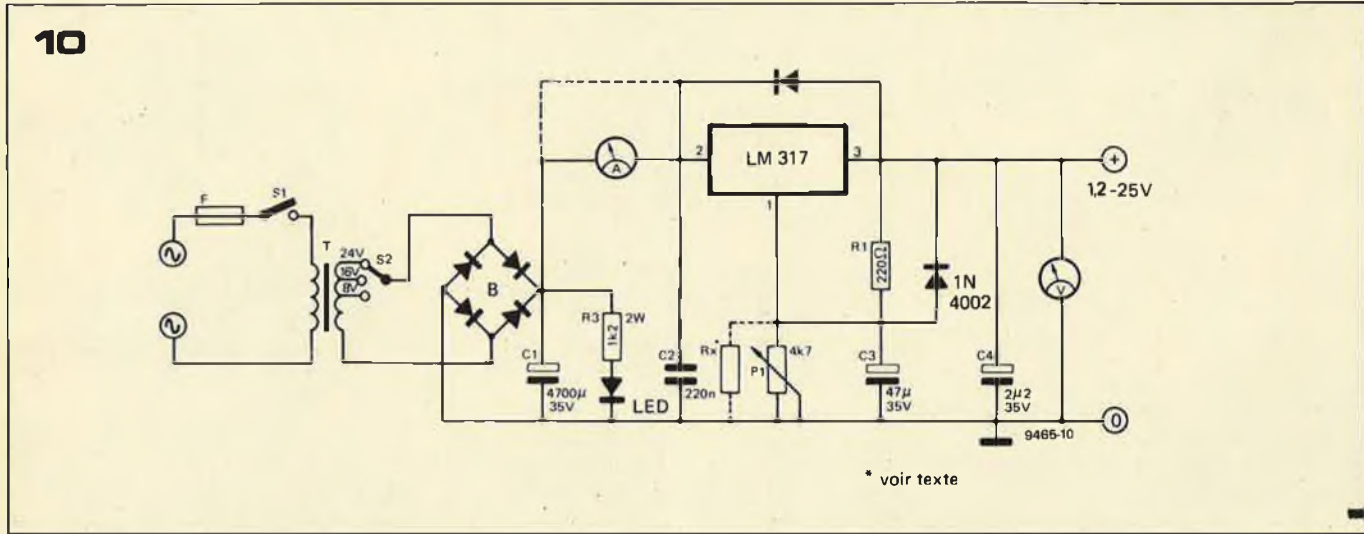 10
F
S1
T
24V
16V
8V
S2
B
A
2
LM 317
3
1
1,2-25V
R1
220Ω
1N
4002
V
R3
1k2
2W
LED
C1
4700µ
35V
C2
220n
Rx*
P1
4k7
C3
47µ
35V
C4
2µ2
35V
+
0
9465-10
* voir texte